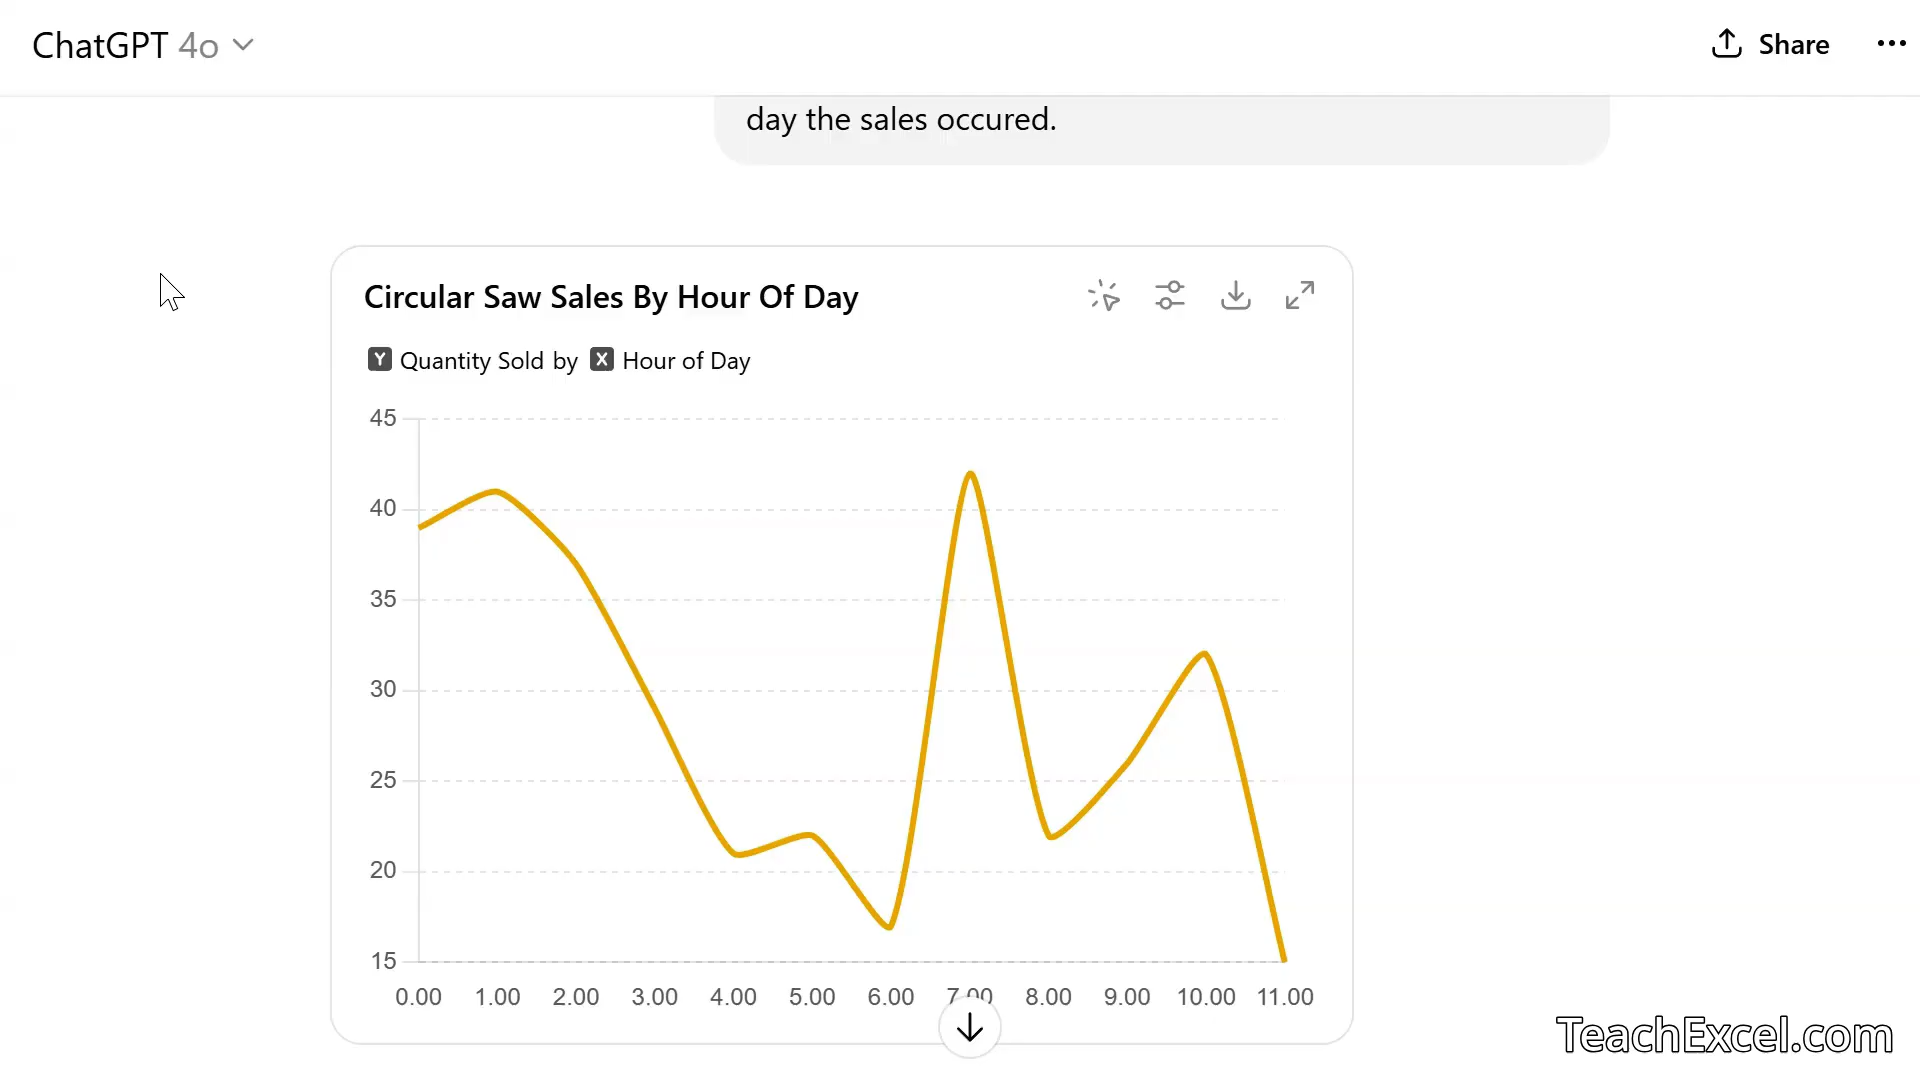 ChatGPT 4o
Share
day the sales occured.
Circular Saw Sales By Hour Of Day
Y Quantity Sold by X Hour of Day
45
40
35
30
25
20
15
0.00 1.00 2.00 3.00 4.00 5.00 6.00 7.00 8.00 9.00 10.00 11.00
TeachExcel.com